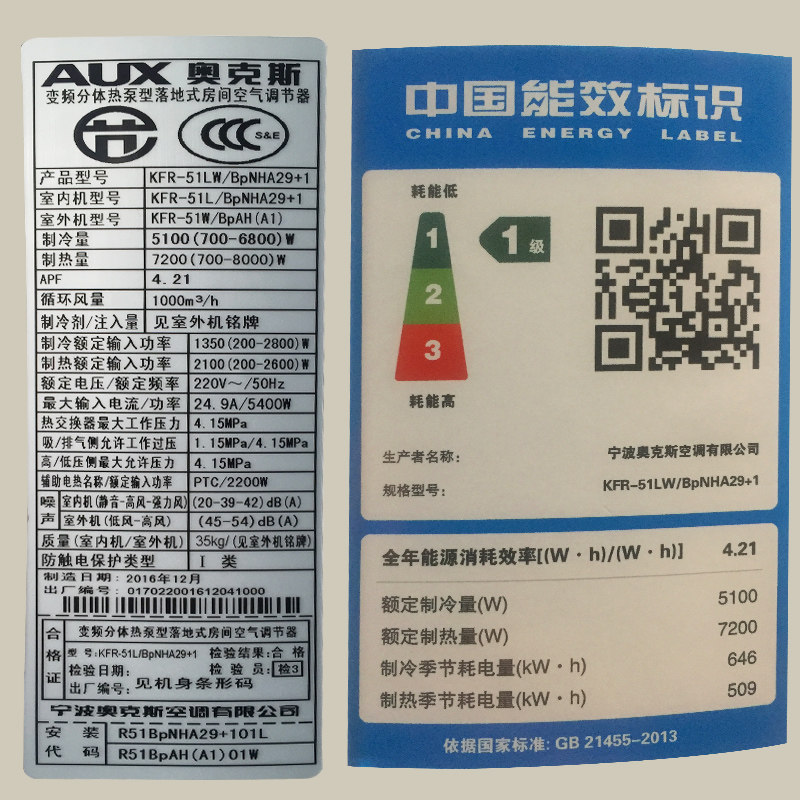 AUX 奥克斯
变频分体热泵型落地式房间空气调节器
S&E
产品型号 KFR-51LW/BpNHA29+1
室内机型号 KFR-51L/BpNHA29+1
室外机型号 KFR-51W/BpAH(A1)
制冷量 5100(700-6800)W
制热量 7200(700-8000)W
APF 4.21
循环风量 1000m³/h
制冷剂/注入量 见室外机铭牌
制冷额定输入功率 1350(200-2800)W
制热额定输入功率 2100(200-2600)W
额定电压/额定频率 220V～/50Hz
最大输入电流/功率 24.9A/5400W
热交换器最大工作压力 4.15MPa
吸/排气侧允许工作过压 1.15MPa/4.15MPa
高/低压侧最大允许压力 4.15MPa
辅助电热名称/额定输入功率 PTC/2200W
噪声 室内机(静音-高风-强力风) (20-39-42)dB(A)
室外机(低风-高风) (45-54)dB(A)
质量(室内机/室外机) 35kg/(见室外机铭牌)
防触电保护类型 I 类
制造日期: 2016年12月
出厂编号: 017022001612041000
合格证
变频分体热泵型落地式房间空气调节器
型号:KFR-51L/BpNHA29+1 检验结果:合格
检验日期: 检验员:检3
出厂编号: 见机身条形码
宁波奥克斯空调有限公司
安装代码 R51BpNHA29+101L
R51BpAH(A1)01W
中国能效标识
CHINA ENERGY LABEL
耗能低
1
1级
2
3
耗能高
生产者名称: 宁波奥克斯空调有限公司
规格型号: KFR-51LW/BpNHA29+1
全年能源消耗效率[(W·h)/(W·h)] 4.21
额定制冷量(W) 5100
额定制热量(W) 7200
制冷季节耗电量(kW·h) 646
制热季节耗电量(kW·h) 509
依据国家标准: GB 21455-2013